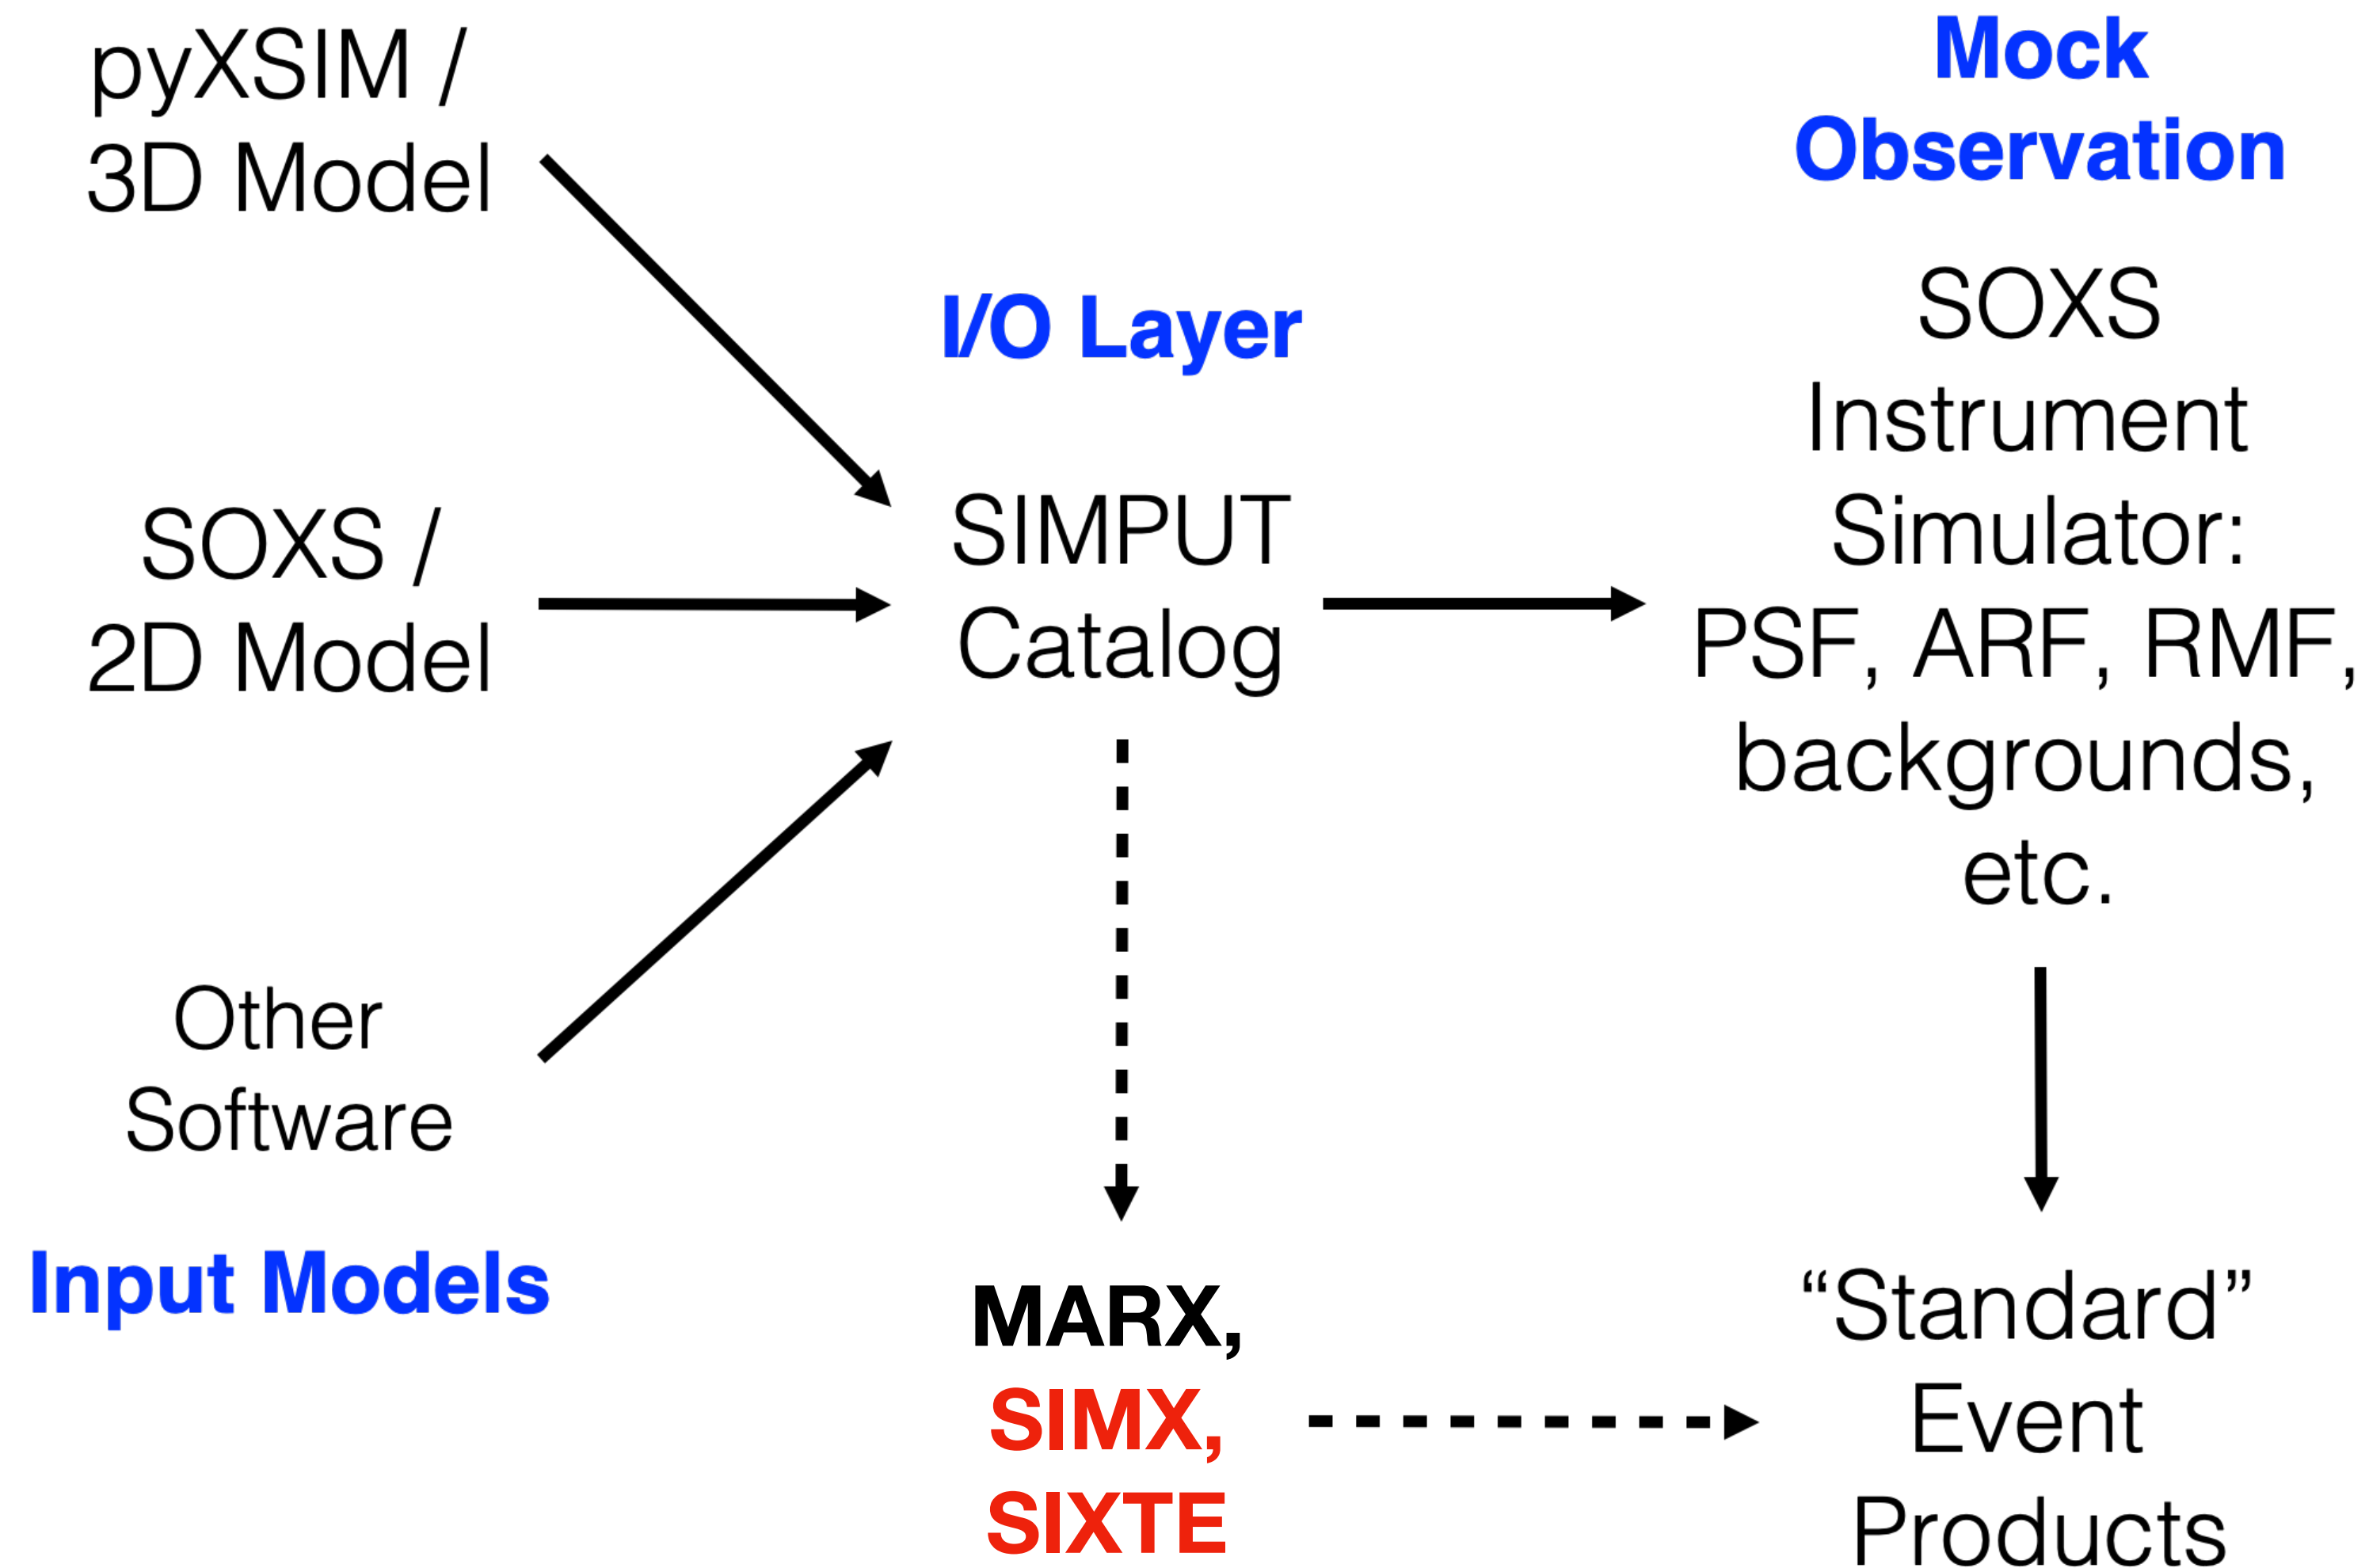 pyXSIM /
3D Model
SOXS /
2D Model
Other
Software
Input Models
I/O Layer
SIMPUT
Catalog
MARX,
SIMX,
SIXTE
Mock
Observation
SOXS
Instrument
Simulator:
PSF, ARF, RMF,
backgrounds,
etc.
“Standard”
Event
Products